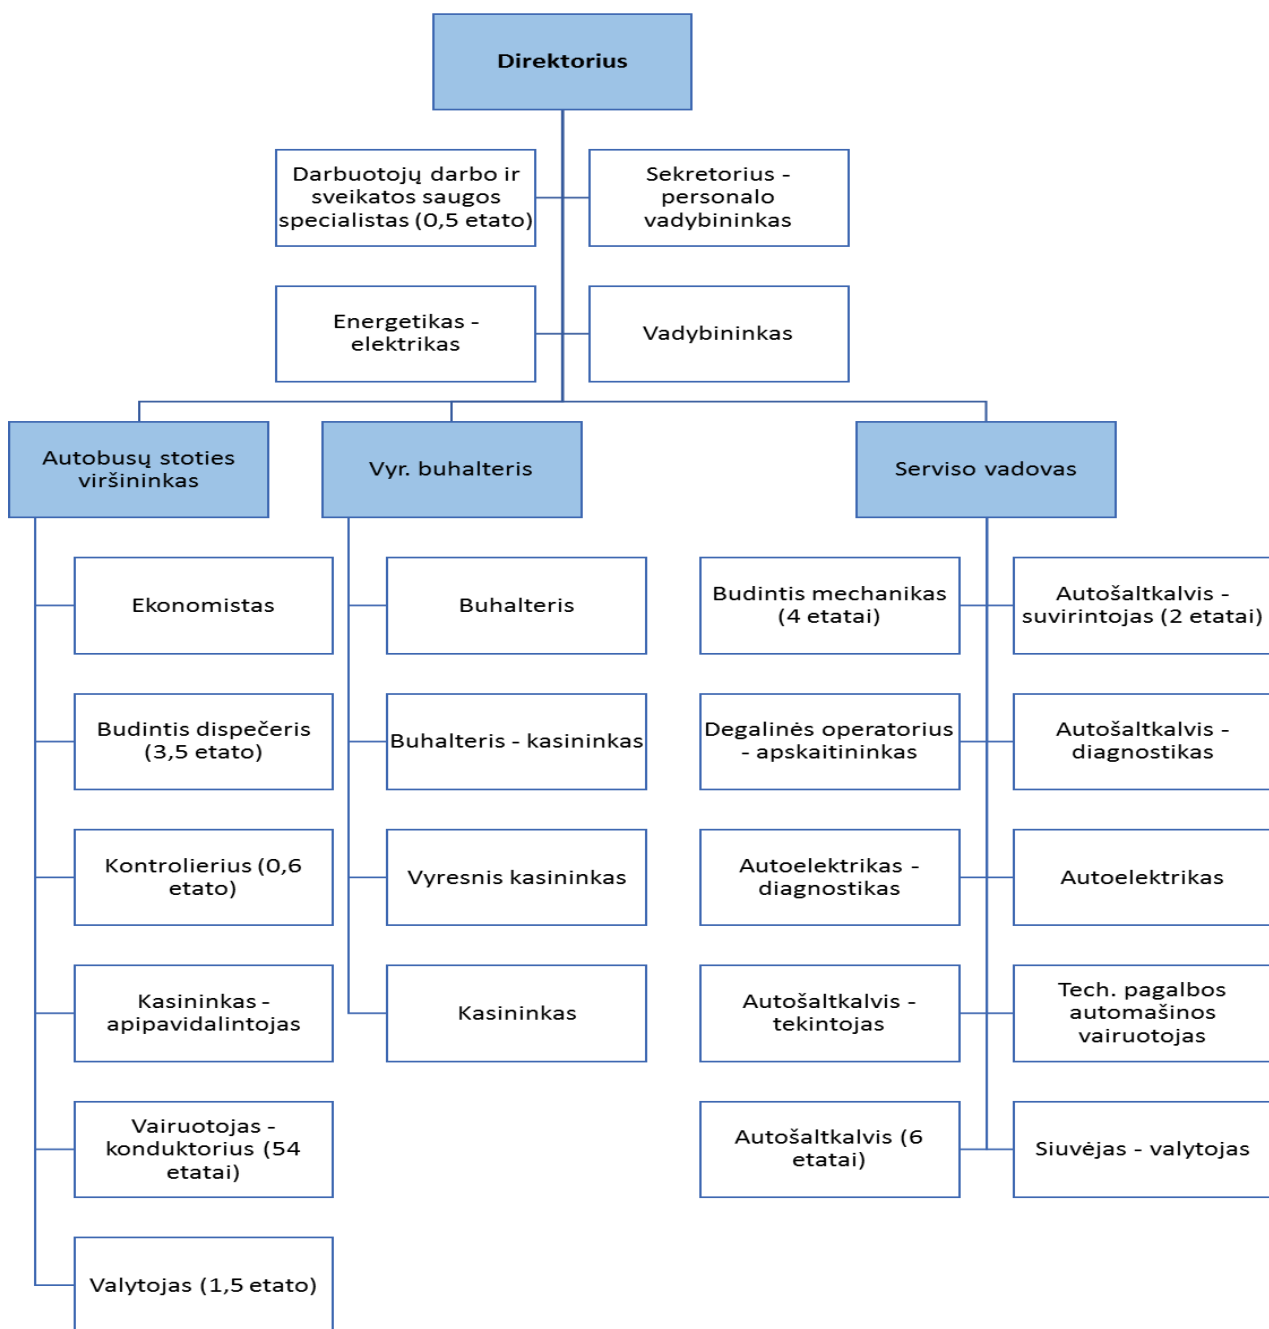 Direktorius
Darbuotojų darbo ir
sveikatos saugos
specialistas (0,5 etato)
Sekretorius -
personalo
vadybininkas
Energetikas -
elektrikas
Vadybininkas
Autobusų stoties
viršininkas
Vyr. buhalteris
Serviso vadovas
Ekonomistas
Budintis dispečeris
(3,5 etato)
Kontrolierius (0,6
etato)
Kasininkas -
apipavidalintojas
Vairuotojas -
konduktorius (54
etatai)
Valytojas (1,5 etato)
Buhalteris
Buhalteris - kasininkas
Vyresnis kasininkas
Kasininkas
Budintis mechanikas
(4 etatai)
Autošaltkalvis -
suvirintojas (2 etatai)
Degalinės operatorius
- apskaitininkas
Autošaltkalvis -
diagnostikas
Autoelektrikas -
diagnostikas
Autoelektrikas
Autošaltkalvis -
tekintojas
Tech. pagalbos
automašinos
vairuotojas
Autošaltkalvis (6
etatai)
Siuvėjas - valytojas